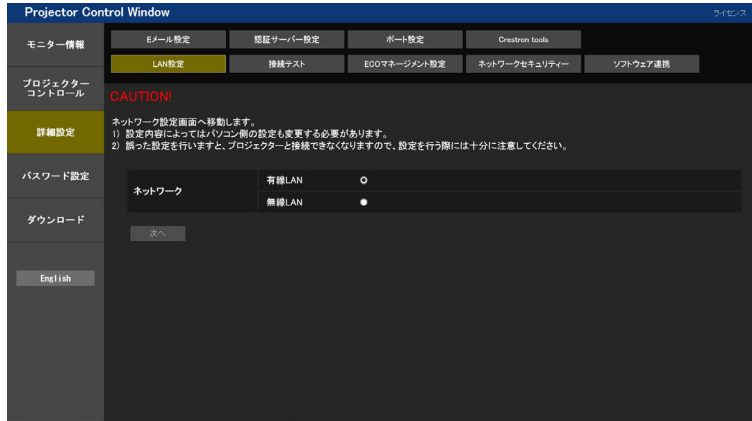 Projector Control Window
ライセンス
モニター情報
プロジェクター
コントロール
詳細設定
パスワード設定
ダウンロード
English
Eメール設定
認証サーバー設定
ポート設定
Crestron tools
LAN設定
接続テスト
ECOマネージメント設定
ネットワークセキュリティー
ソフトウェア連携
CAUTION!
ネットワーク設定画面へ移動します。
1) 設定内容によってはパソコン側の設定も変更する必要があります。
2) 誤った設定を行いますと、プロジェクターと接続できなくなりますので、設定を行う際には十分に注意してください。
ネットワーク
有線LAN
無線LAN
次へ